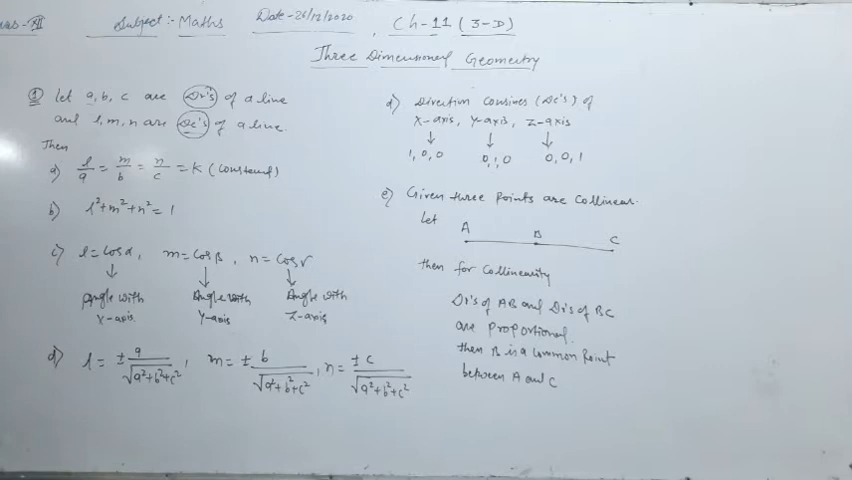 Subject:- Maths Date-26/12/2020, Ch-11 (3-D)
Three Dimensional Geometry
① let a, b, c are Dr's of a line
and l, m, n are Dc's of a line.
Then
a) l/a = m/b = n/c = K (constant)
b) l²+m²+n² = 1
c) l = cosα, m = cosβ, n = cosγ
↓ ↓ ↓
Angle with Angle with Angle with
X-axis Y-axis Z-axis
d) l = ± a/√(a²+b²+c²), m = ± b/√(a²+b²+c²), n = ± c/√(a²+b²+c²)
d) Direction cousines (Dc's) of
X-axis, Y-axis, Z-axis
↓ ↓ ↓
1, 0, 0 0, 1, 0 0, 0, 1
e) Given three points are Collinear.
let
A B C
then for Collinearity
Dr's of AB and Dr's of BC
are proportional.
then B is a common point
between A and C